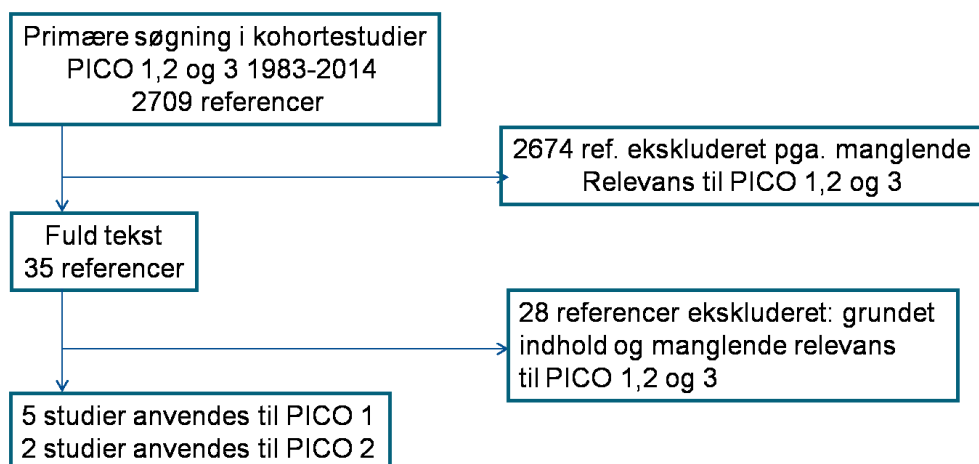 Primære søgning i kohortestudier
PICO 1,2 og 3 1983-2014
2709 referencer
2674 ref. ekskluderet pga. manglende
Relevans til PICO 1,2 og 3
Fuld tekst
35 referencer
28 referencer ekskluderet: grundet
indhold og manglende relevans
til PICO 1,2 og 3
5 studier anvendes til PICO 1
2 studier anvendes til PICO 2